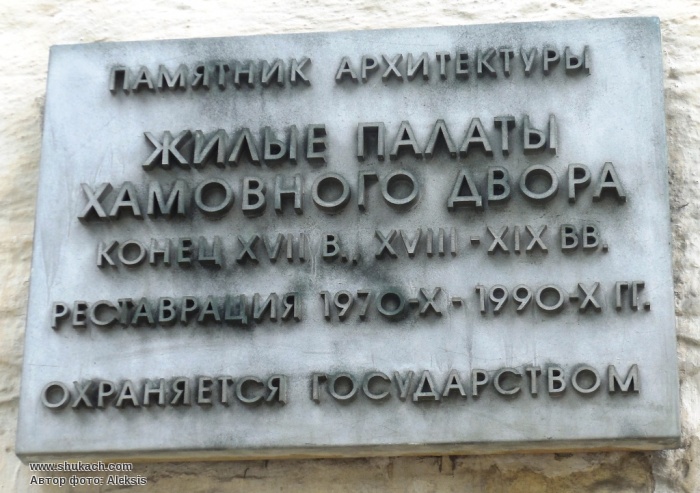 ПАМЯТНИК АРХИТЕКТУРЫ
ЖИЛЫЕ ПАЛАТЫ
ХАМОВНОГО ДВОРА
КОНЕЦ XVII В., XVIII - XIX ВВ.
РЕСТАВРАЦИЯ 1970-Х - 1990-Х ГГ.
ОХРАНЯЕТСЯ ГОСУДАРСТВОМ
www.shukach.com
Автор фото: Aleksis